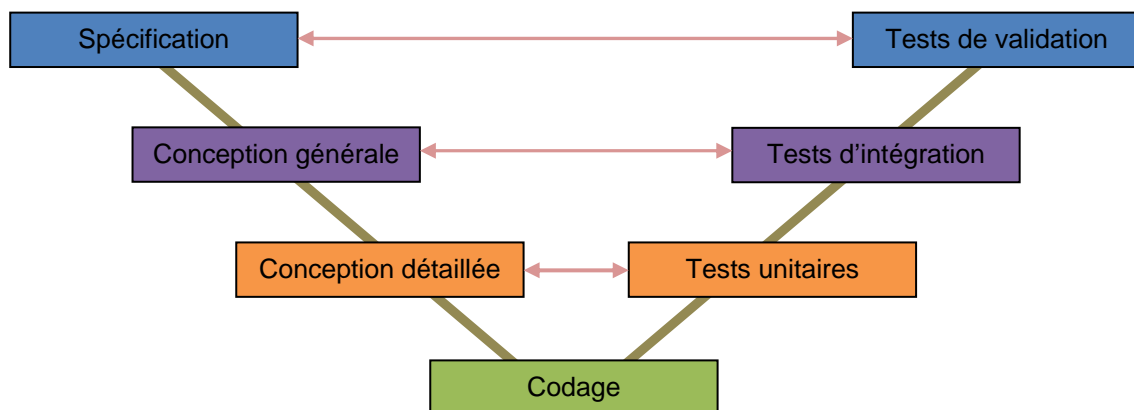 Spécification
Tests de validation
Conception générale
Tests d’intégration
Conception détaillée
Tests unitaires
Codage